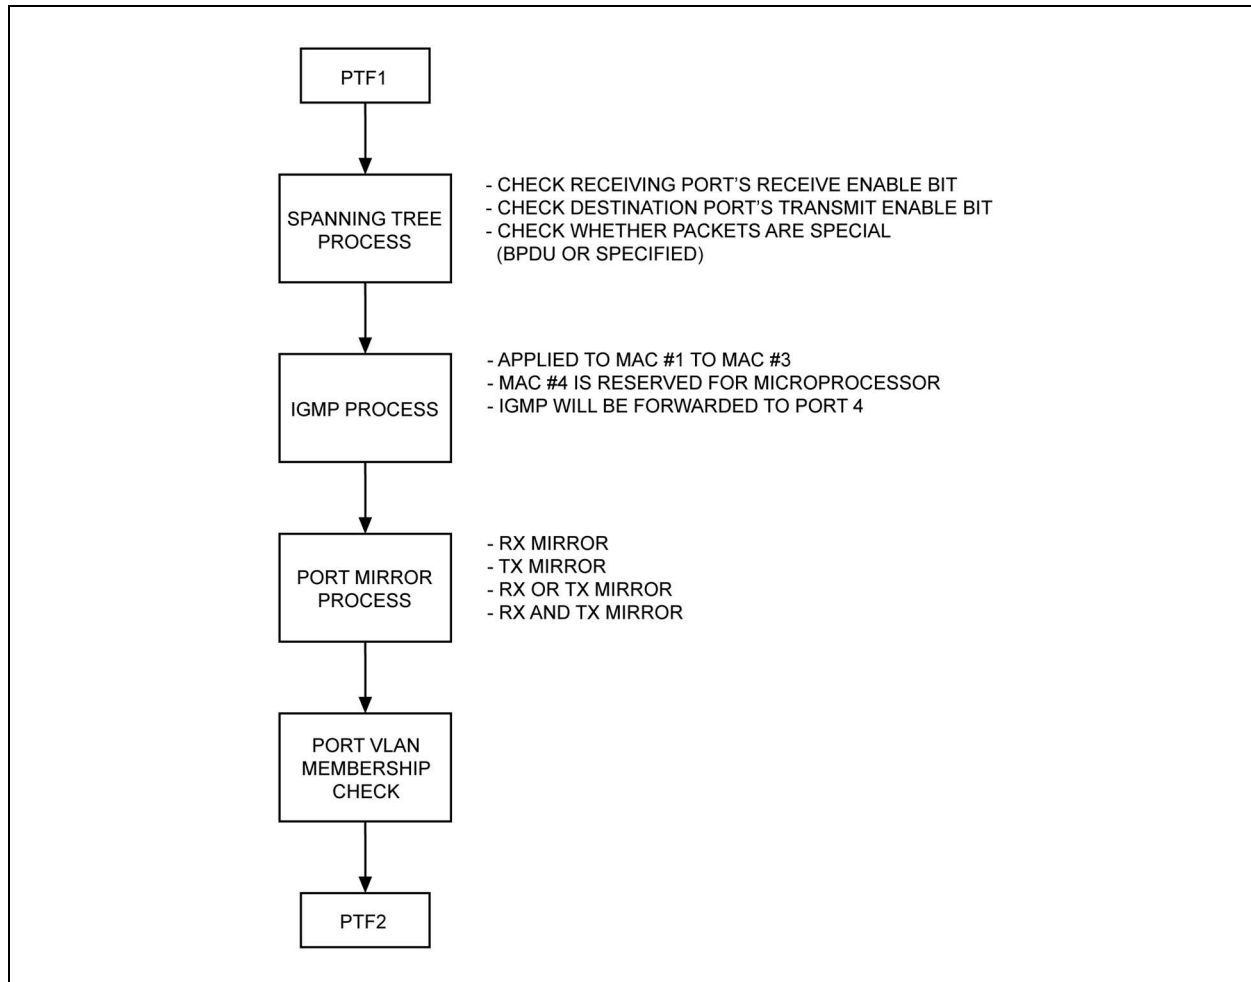 PTF1
SPANNING TREE
PROCESS
- CHECK RECEIVING PORT’S RECEIVE ENABLE BIT
- CHECK DESTINATION PORT’S TRANSMIT ENABLE BIT
- CHECK WHETHER PACKETS ARE SPECIAL
(BPDU OR SPECIFIED)
IGMP PROCESS
- APPLIED TO MAC #1 TO MAC #3
- MAC #4 IS RESERVED FOR MICROPROCESSOR
- IGMP WILL BE FORWARDED TO PORT 4
PORT MIRROR
PROCESS
- RX MIRROR
- TX MIRROR
- RX OR TX MIRROR
- RX AND TX MIRROR
PORT VLAN
MEMBERSHIP
CHECK
PTF2